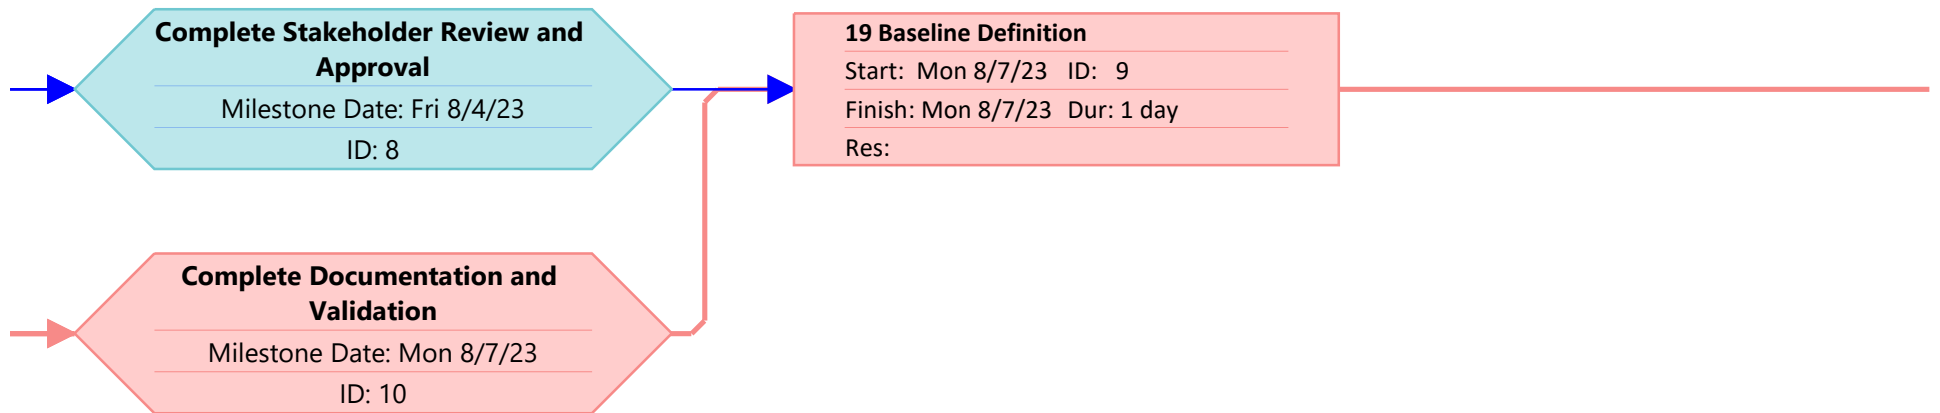 Complete Stakeholder Review and
Approval
Milestone Date: Fri 8/4/23
ID: 8
19 Baseline Definition
Start: Mon 8/7/23 ID: 9
Finish: Mon 8/7/23 Dur: 1 day
Res:
Complete Documentation and
Validation
Milestone Date: Mon 8/7/23
ID: 10